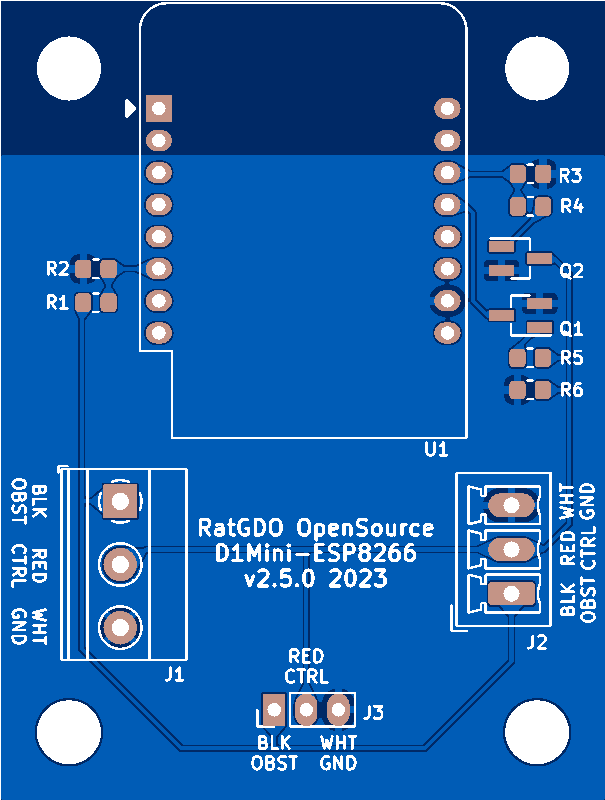 R3
R4
R2
Q2
R1
Q1
R5
R6
U1
BLK
OBST
RED
CTRL
WHT
GND
RatGDO OpenSource
D1Mini-ESP8266
v2.5.0 2023
WHT
GND
RED
CTRL
BLK
OBST
J2
J1
RED
CTRL
J3
BLK
OBST
WHT
GND